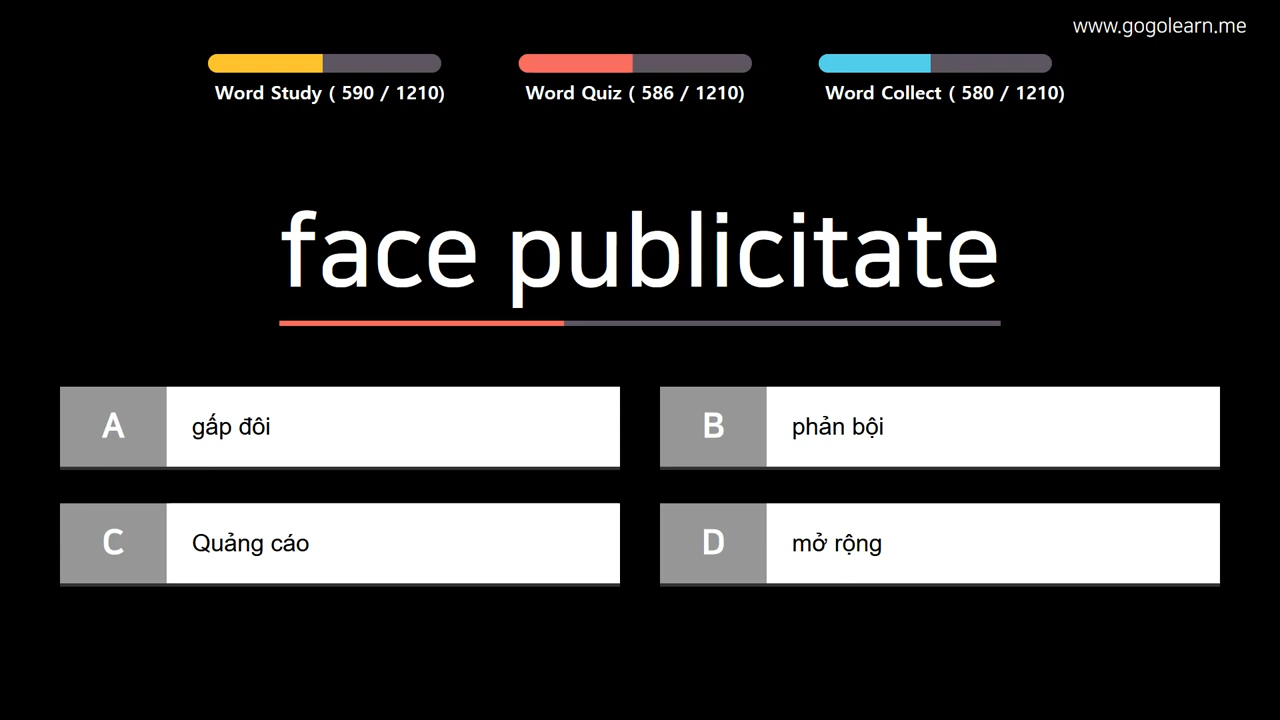 www.gogolearn.me
Word Study ( 590 / 1210)
Word Quiz ( 586 / 1210)
Word Collect ( 580 / 1210)
face publicitate
A gấp đôi
B phản bội
C Quảng cáo
D mở rộng